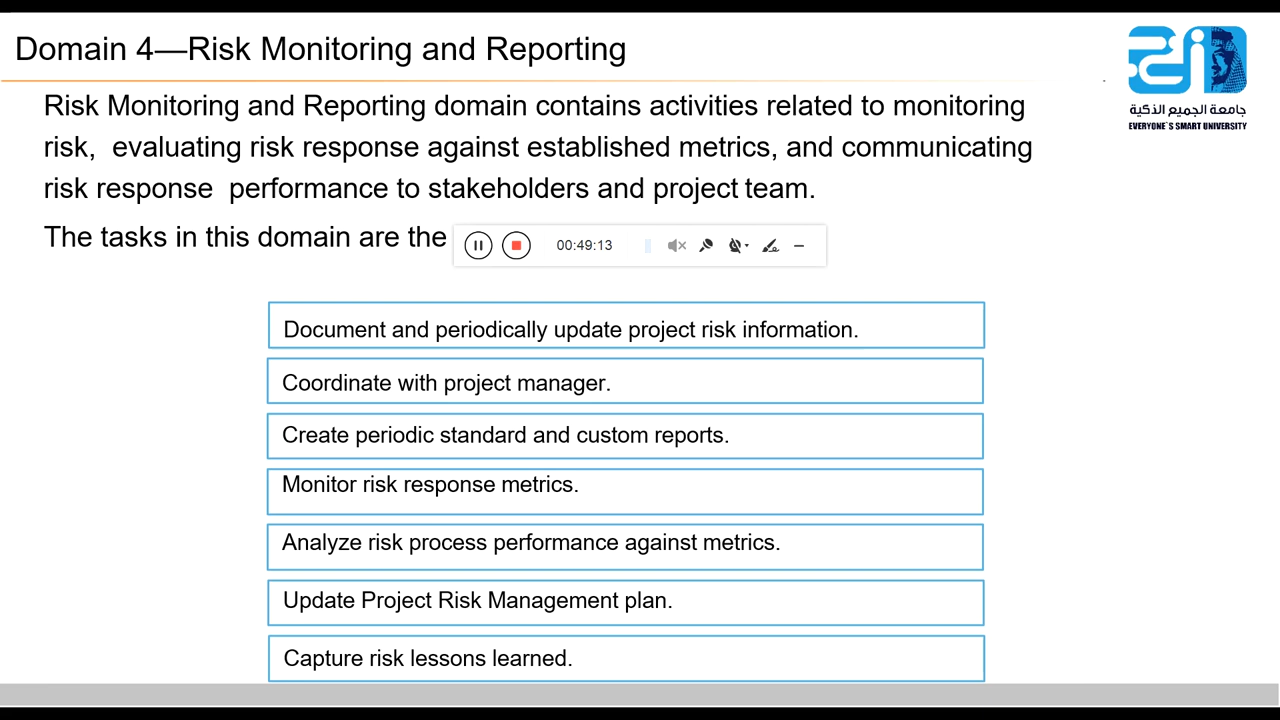 Domain 4—Risk Monitoring and Reporting
جامعة الجميع الذكية
EVERYONE`S SMART UNIVERSITY
Risk Monitoring and Reporting domain contains activities related to monitoring
risk, evaluating risk response against established metrics, and communicating
risk response performance to stakeholders and project team.
The tasks in this domain are the
00:49:13
Document and periodically update project risk information.
Coordinate with project manager.
Create periodic standard and custom reports.
Monitor risk response metrics.
Analyze risk process performance against metrics.
Update Project Risk Management plan.
Capture risk lessons learned.